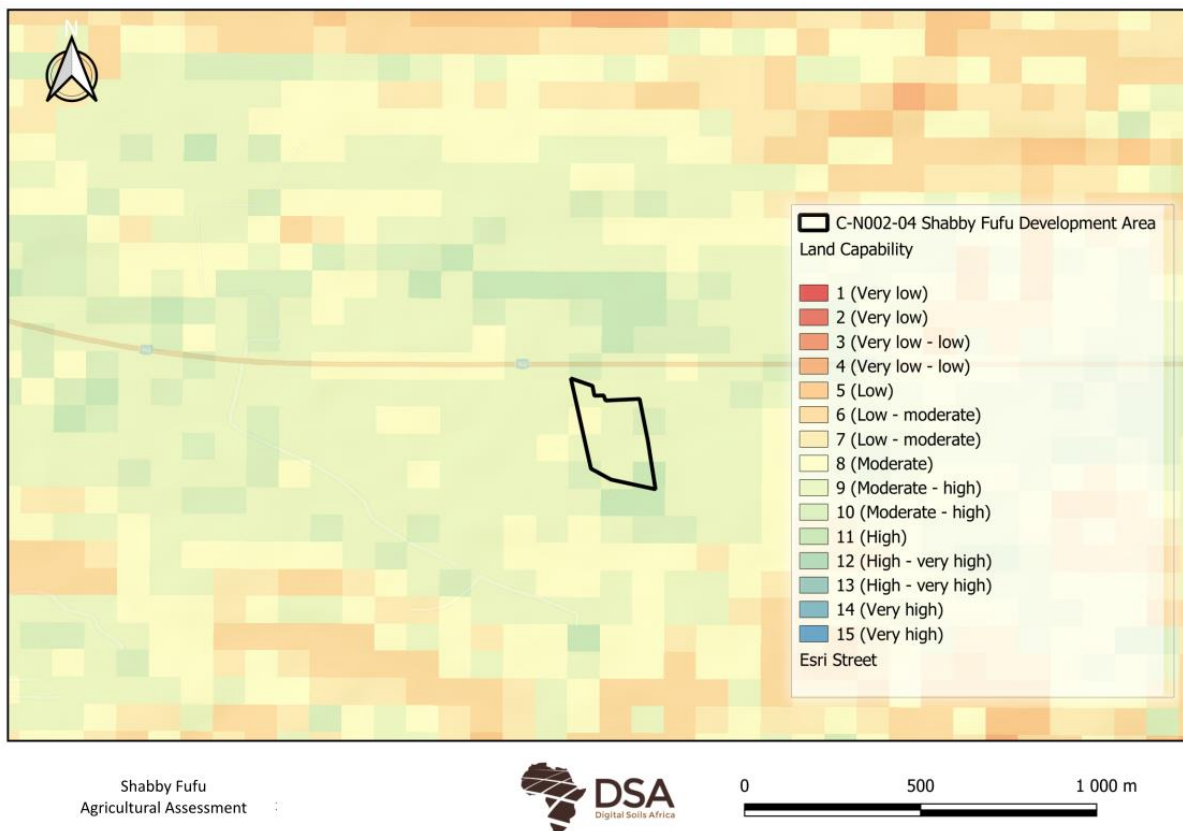 N
C-N002-04 Shabby Fufu Development Area
Land Capability
1 (Very low)
2 (Very low)
3 (Very low - low)
4 (Very low - low)
5 (Low)
6 (Low - moderate)
7 (Low - moderate)
8 (Moderate)
9 (Moderate - high)
10 (Moderate - high)
11 (High)
12 (High - very high)
13 (High - very high)
14 (Very high)
15 (Very high)
Esri Street
Shabby Fufu
Agricultural Assessment
DSA
Digital Soils Africa
0 500 1 000 m